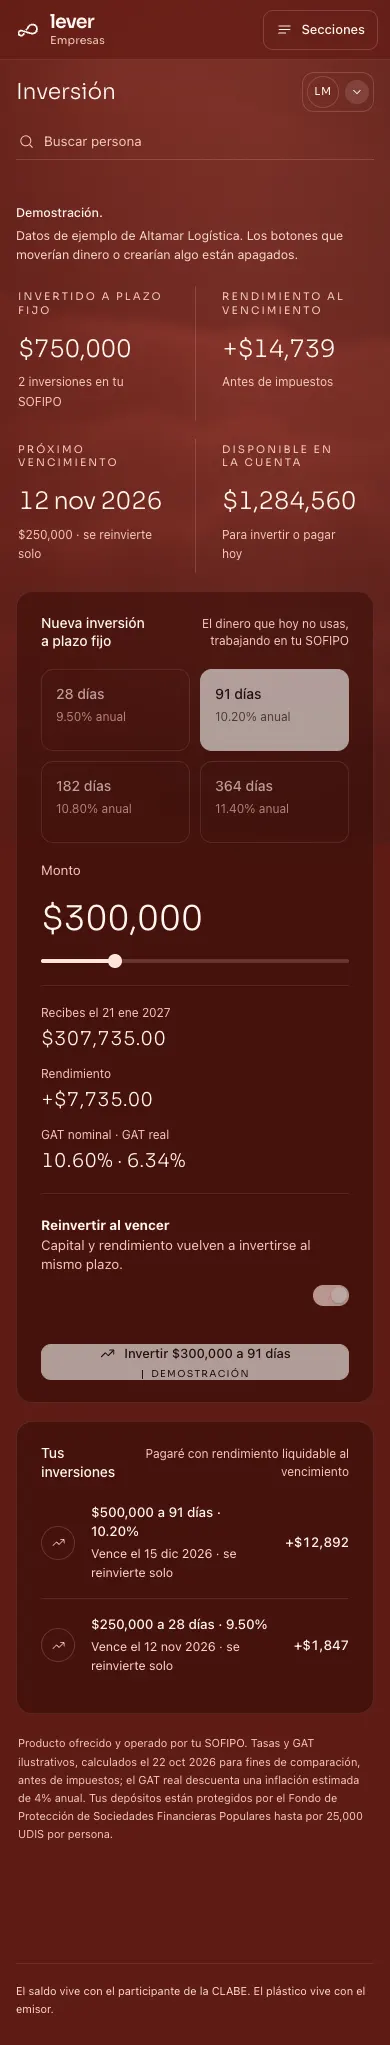 lever
Empresas
Secciones
Inversión
LM
Buscar persona
Demostración.
Datos de ejemplo de Altamar Logística. Los botones que
moverían dinero o crearían algo están apagados.
INVERTIDO A PLAZO
FIJO
$750,000
2 inversiones en tu
SOFIPO
RENDIMIENTO AL
VENCIMIENTO
+$14,739
Antes de impuestos
PRÓXIMO
VENCIMIENTO
12 nov 2026
$250,000 · se reinvierte
solo
DISPONIBLE EN
LA CUENTA
$1,284,560
Para invertir o pagar
hoy
Nueva inversión
a plazo fijo
El dinero que hoy no usas,
trabajando en tu SOFIPO
28 días
9.50% anual
91 días
10.20% anual
182 días
10.80% anual
364 días
11.40% anual
Monto
$300,000
Recibes el 21 ene 2027
$307,735.00
Rendimiento
+$7,735.00
GAT nominal · GAT real
10.60% · 6.34%
Reinvertir al vencer
Capital y rendimiento vuelven a invertirse al
mismo plazo.
Invertir $300,000 a 91 días
| DEMOSTRACIÓN
Tus
inversiones
Pagaré con rendimiento liquidable al
vencimiento
$500,000 a 91 días ·
10.20%
Vence el 15 dic 2026 · se
reinvierte solo
+$12,892
$250,000 a 28 días · 9.50%
Vence el 12 nov 2026 · se
reinvierte solo
+$1,847
Producto ofrecido y operado por tu SOFIPO. Tasas y GAT
ilustrativos, calculados el 22 oct 2026 para fines de comparación,
antes de impuestos; el GAT real descuenta una inflación estimada
de 4% anual. Tus depósitos están protegidos por el Fondo de
Protección de Sociedades Financieras Populares hasta por 25,000
UDIS por persona.
El saldo vive con el participante de la CLABE. El plástico vive con el
emisor.